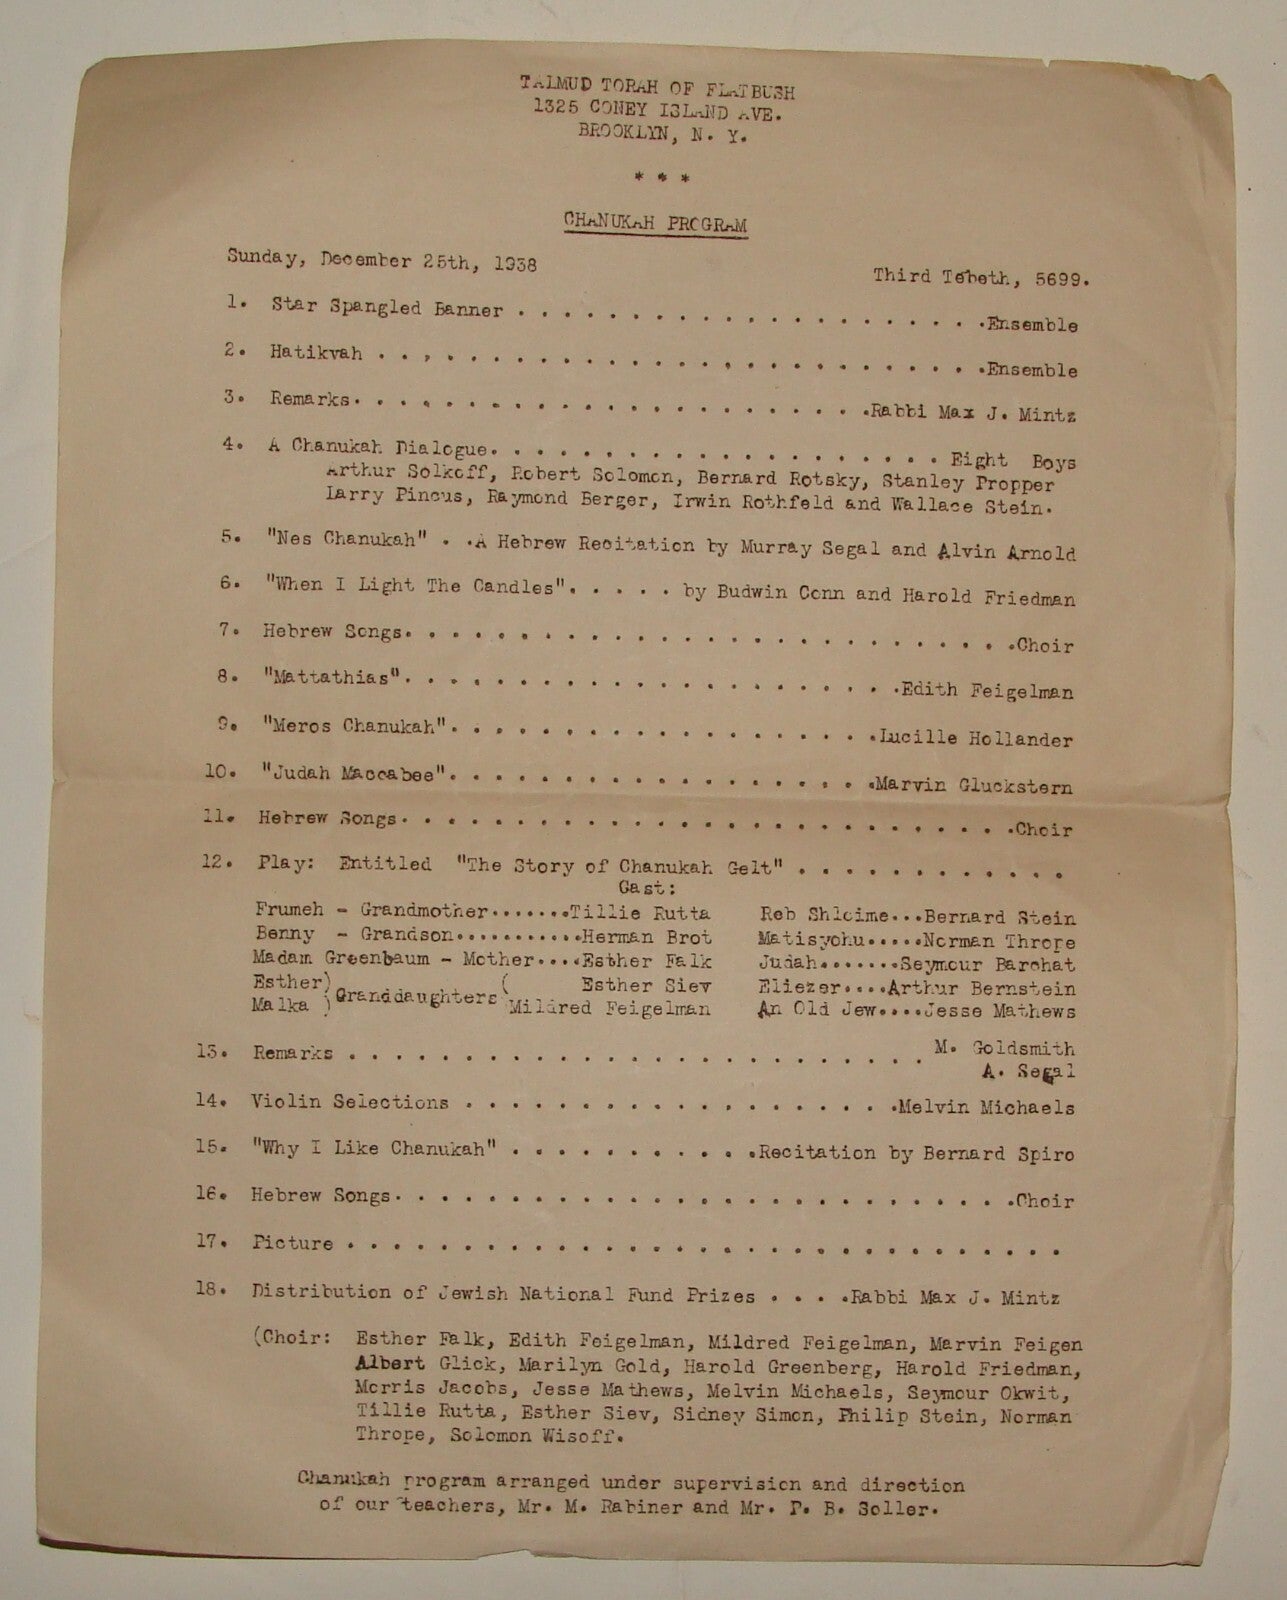 TALMUD TORAH OF FLATBUSH
1325 CONEY ISLAND AVE.
BROOKLYN, N. Y.
* * *
CHANUKAH PROGRAM
Sunday, December 25th, 1938 Third Tebeth, 5699.
1. Star Spangled Banner . . . . . . . . . . . . . . . . . . . . .Ensemble
2. Hatikvah . . . . . . . . . . . . . . . . . . . . . . . . . . .Ensemble
3. Remarks. . . . . . . . . . . . . . . . . . . . . . .Rabbi Max J. Mintz
4. A Chanukah Dialogue. . . . . . . . . . . . . . . . . . . . Eight Boys
Arthur Solkoff, Robert Solomon, Bernard Rotsky, Stanley Propper
Larry Pincus, Raymond Berger, Irwin Rothfeld and Wallace Stein.
5. "Nes Chanukah" . .A Hebrew Recitation by Murray Segal and Alvin Arnold
6. "When I Light The Candles". . . . . by Budwin Conn and Harold Friedman
7. Hebrew Songs. . . . . . . . . . . . . . . . . . . . . . . . . . .Choir
8. "Mattathias". . . . . . . . . . . . . . . . . . . . . .Edith Feigelman
9. "Meros Chanukah". . . . . . . . . . . . . . . . . . .Lucille Hollander
10. "Judah Maccabee". . . . . . . . . . . . . . . . . . .Marvin Gluckstern
11. Hebrew Songs. . . . . . . . . . . . . . . . . . . . . . . . . . .Choir
12. Play: Entitled "The Story of Chanukah Gelt" . . . . . . . . . . . .
Cast:
Frumeh - Grandmother.......Tillie Rutta Reb Shloime...Bernard Stein
Benny - Grandson...........Herman Brot Matisyohu.....Norman Thrope
Madam Greenbaum - Mother....Esther Falk Judah.......Seymour Barchat
Esther) Granddaughters ( Esther Siev Eliezer....Arthur Bernstein
Malka ) Mildred Feigelman An Old Jew....Jesse Mathews
13. Remarks . . . . . . . . . . . . . . . . . . . . . . . . . M. Goldsmith
A. Segal
14. Violin Selections . . . . . . . . . . . . . . . . . . .Melvin Michaels
15. "Why I Like Chanukah" . . . . . . . . . . .Recitation by Bernard Spiro
16. Hebrew Songs. . . . . . . . . . . . . . . . . . . . . . . . . . .Choir
17. Picture . . . . . . . . . . . . . . . . . . . . . . . . . . . . . . .
18. Distribution of Jewish National Fund Prizes . . . .Rabbi Max J. Mintz
(Choir: Esther Falk, Edith Feigelman, Mildred Feigelman, Marvin Feigen
Albert Glick, Marilyn Gold, Harold Greenberg, Harold Friedman,
Morris Jacobs, Jesse Mathews, Melvin Michaels, Seymour Okwit,
Tillie Rutta, Esther Siev, Sidney Simon, Philip Stein, Norman
Thrope, Solomon Wisoff.
Chanukah program arranged under supervision and direction
of our teachers, Mr. M. Rabiner and Mr. P. B. Soller.